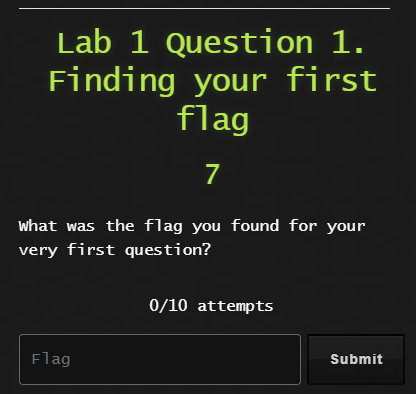 Lab 1 Question 1.
Finding your first
flag
7
What was the flag you found for your
very first question?
0/10 attempts
Flag
Submit